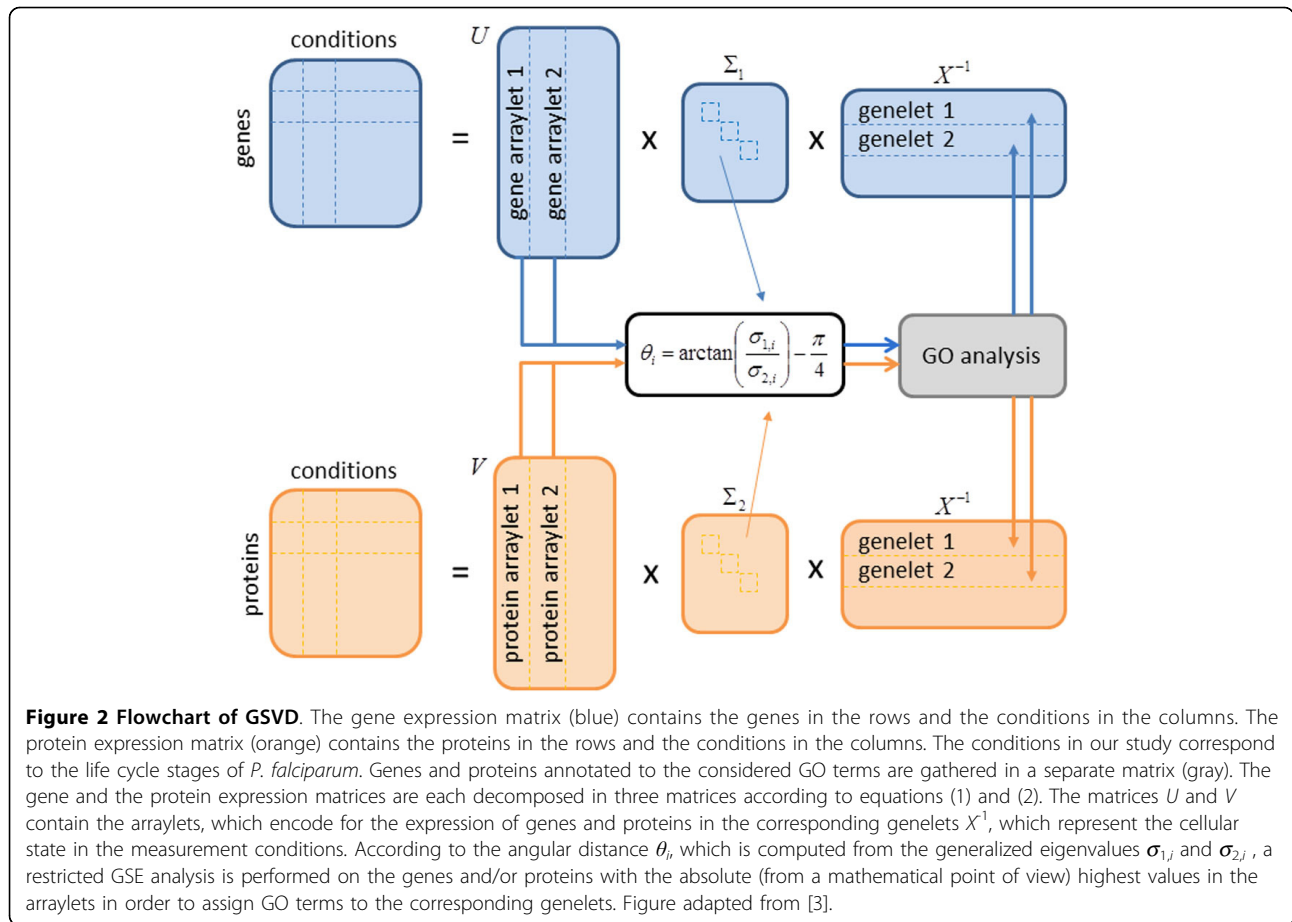 conditions
U
genes
=
gene arraylet 1
gene arraylet 2
x
Σ₁
x
X⁻¹
genelet 1
genelet 2
θᵢ = arctan(σ₁,ᵢ / σ₂,ᵢ) − π/4
GO analysis
conditions
V
proteins
=
protein arraylet 1
protein arraylet 2
x
Σ₂
x
X⁻¹
genelet 1
genelet 2
Figure 2 Flowchart of GSVD. The gene expression matrix (blue) contains the genes in the rows and the conditions in the columns. The
protein expression matrix (orange) contains the proteins in the rows and the conditions in the columns. The conditions in our study correspond
to the life cycle stages of P. falciparum. Genes and proteins annotated to the considered GO terms are gathered in a separate matrix (gray). The
gene and the protein expression matrices are each decomposed in three matrices according to equations (1) and (2). The matrices U and V
contain the arraylets, which encode for the expression of genes and proteins in the corresponding genelets X⁻¹, which represent the cellular
state in the measurement conditions. According to the angular distance θᵢ, which is computed from the generalized eigenvalues σ₁,ᵢ and σ₂,ᵢ , a
restricted GSE analysis is performed on the genes and/or proteins with the absolute (from a mathematical point of view) highest values in the
arraylets in order to assign GO terms to the corresponding genelets. Figure adapted from [3].